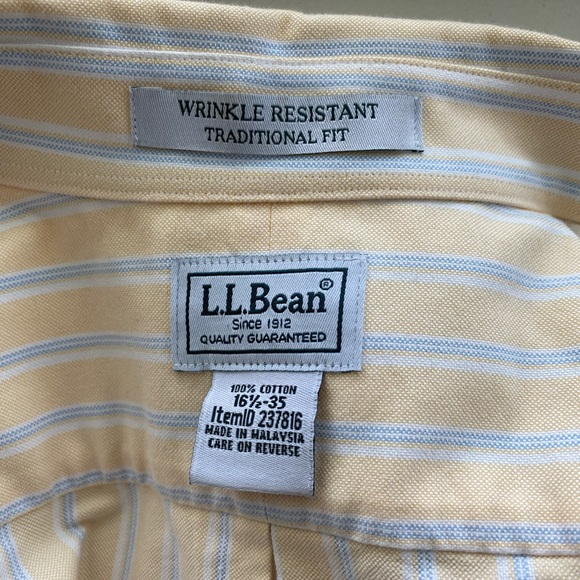 WRINKLE RESISTANT
TRADITIONAL FIT
L.L.Bean®
Since 1912
QUALITY GUARANTEED
100% COTTON
16½-35
ItemID 237816
MADE IN MALAYSIA
CARE ON REVERSE